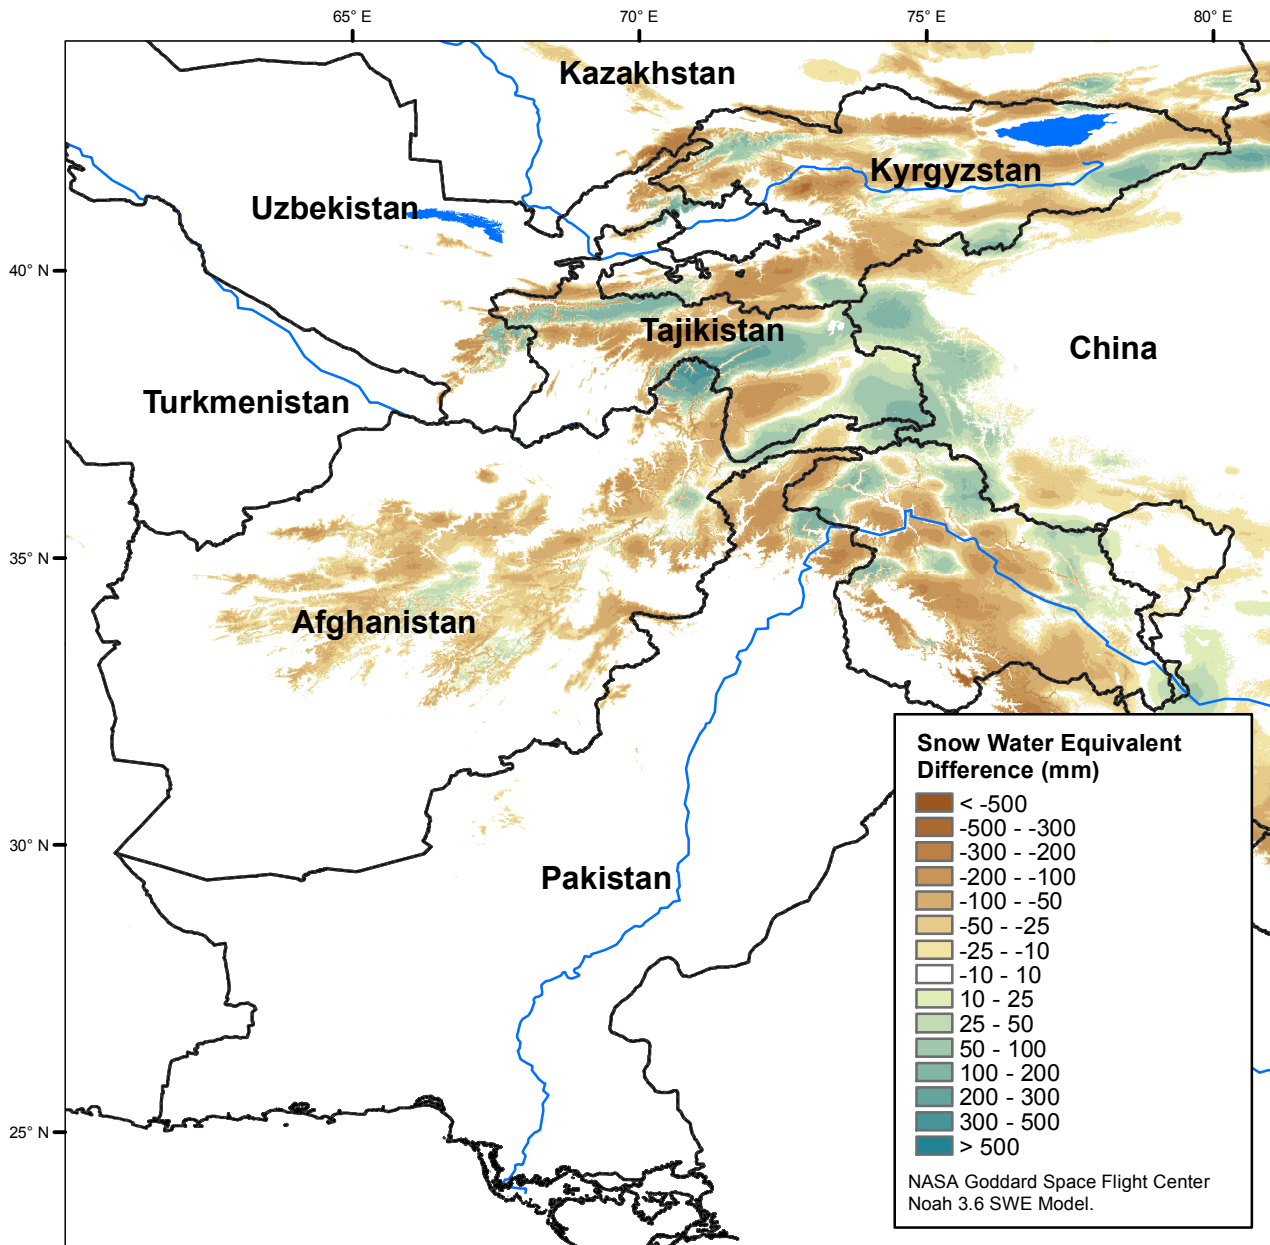 65° E
70° E
75° E
80° E
Kazakhstan
Kyrgyzstan
Uzbekistan
40° N
Tajikistan
China
Turkmenistan
35° N
Afghanistan
Snow Water Equivalent
Difference (mm)
< -500
-500 - -300
-300 - -200
-200 - -100
-100 - -50
-50 - -25
-25 - -10
-10 - 10
10 - 25
25 - 50
50 - 100
100 - 200
200 - 300
300 - 500
> 500
NASA Goddard Space Flight Center
Noah 3.6 SWE Model.
30° N
Pakistan
25° N